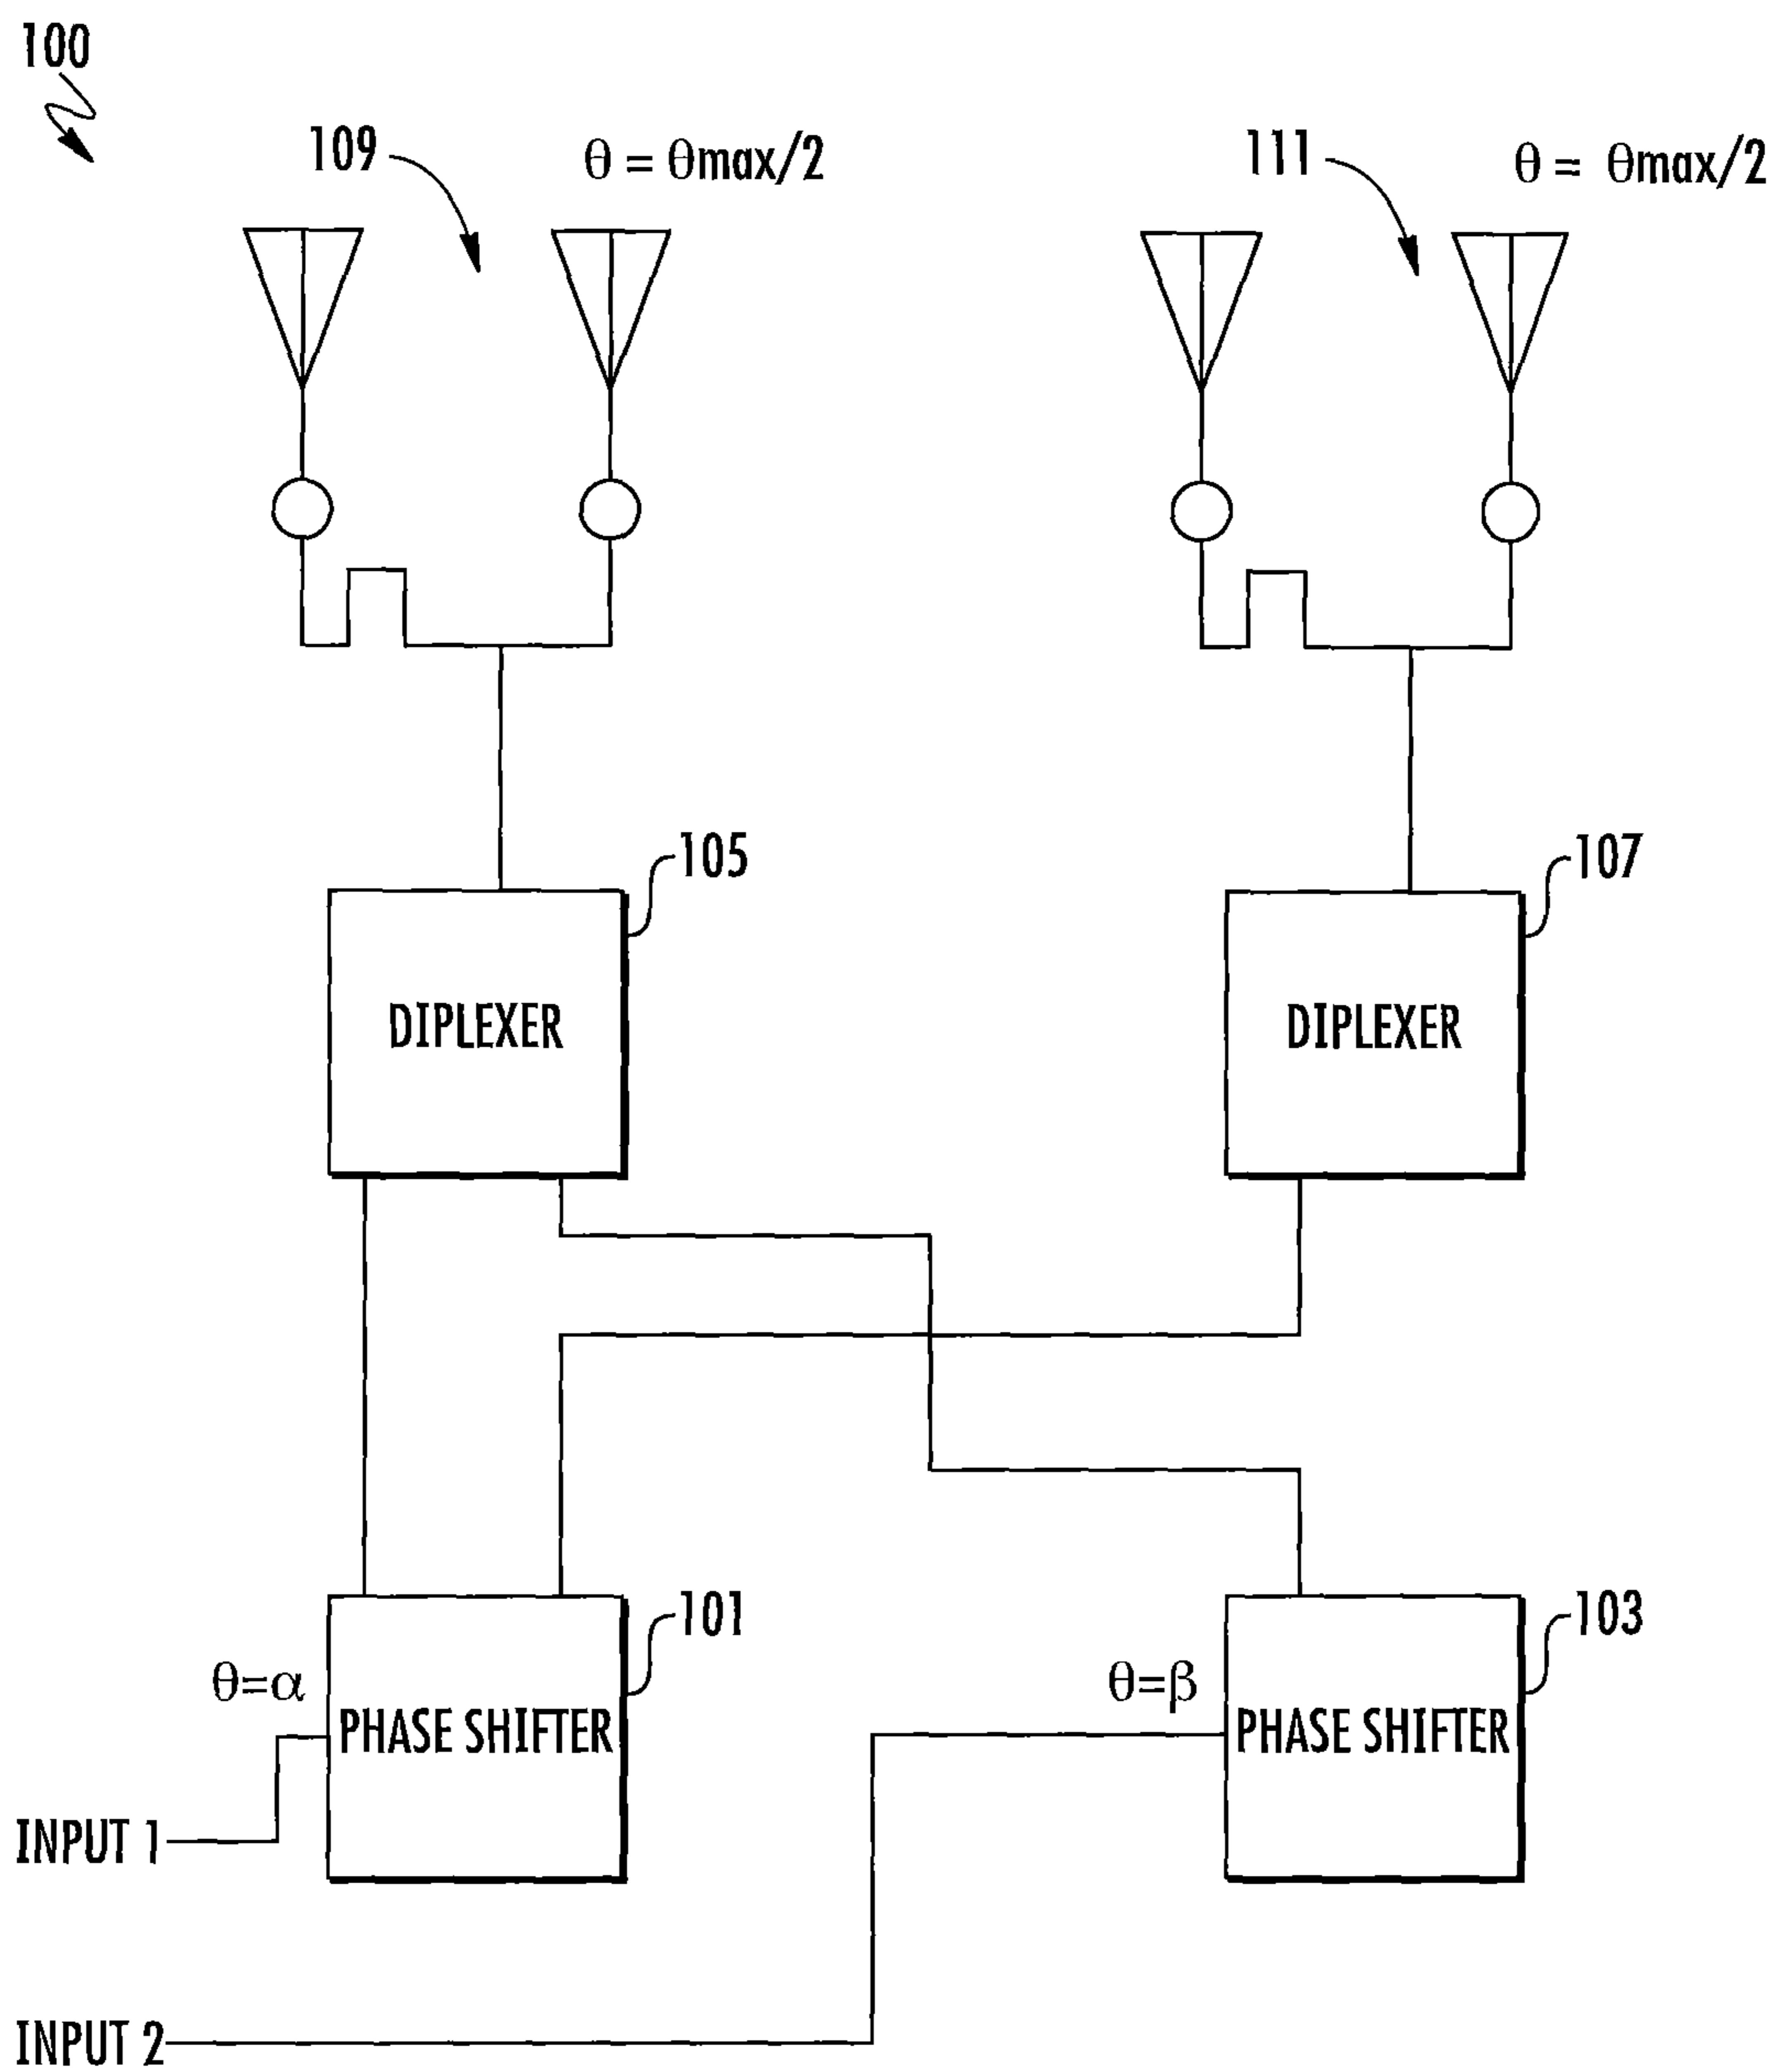 100
109
θ = θmax/2
111
θ = θmax/2
105
107
DIPLEXER
DIPLEXER
101
103
θ=α
θ=β
PHASE SHIFTER
PHASE SHIFTER
INPUT 1
INPUT 2